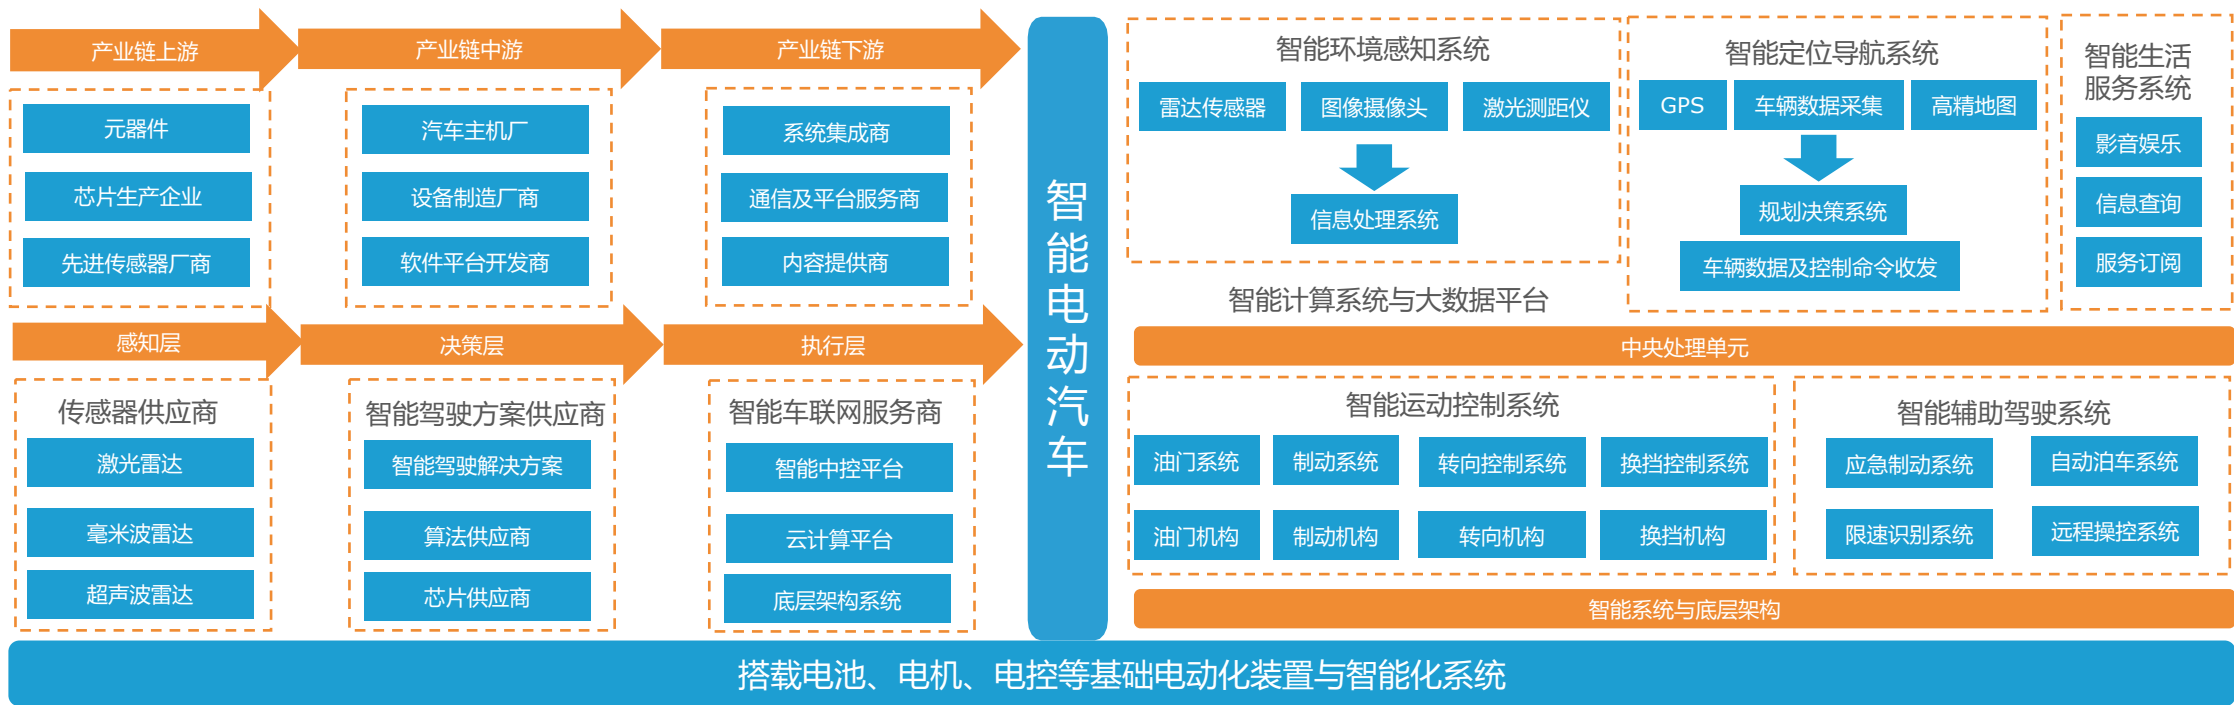 产业链上游
产业链中游
产业链下游
元器件
芯片生产企业
先进传感器厂商
汽车主机厂
设备制造厂商
软件平台开发商
系统集成商
通信及平台服务商
内容提供商
感知层
决策层
执行层
传感器供应商
激光雷达
毫米波雷达
超声波雷达
智能驾驶方案供应商
智能驾驶解决方案
算法供应商
芯片供应商
智能车联网服务商
智能中控平台
云计算平台
底层架构系统
智能电动汽车
智能环境感知系统
雷达传感器
图像摄像头
激光测距仪
信息处理系统
智能定位导航系统
GPS
车辆数据采集
高精地图
规划决策系统
车辆数据及控制命令收发
智能生活
服务系统
影音娱乐
信息查询
服务订阅
智能计算系统与大数据平台
中央处理单元
智能运动控制系统
油门系统
制动系统
转向控制系统
换挡控制系统
油门机构
制动机构
转向机构
换挡机构
智能辅助驾驶系统
应急制动系统
自动泊车系统
限速识别系统
远程操控系统
智能系统与底层架构
搭载电池、电机、电控等基础电动化装置与智能化系统